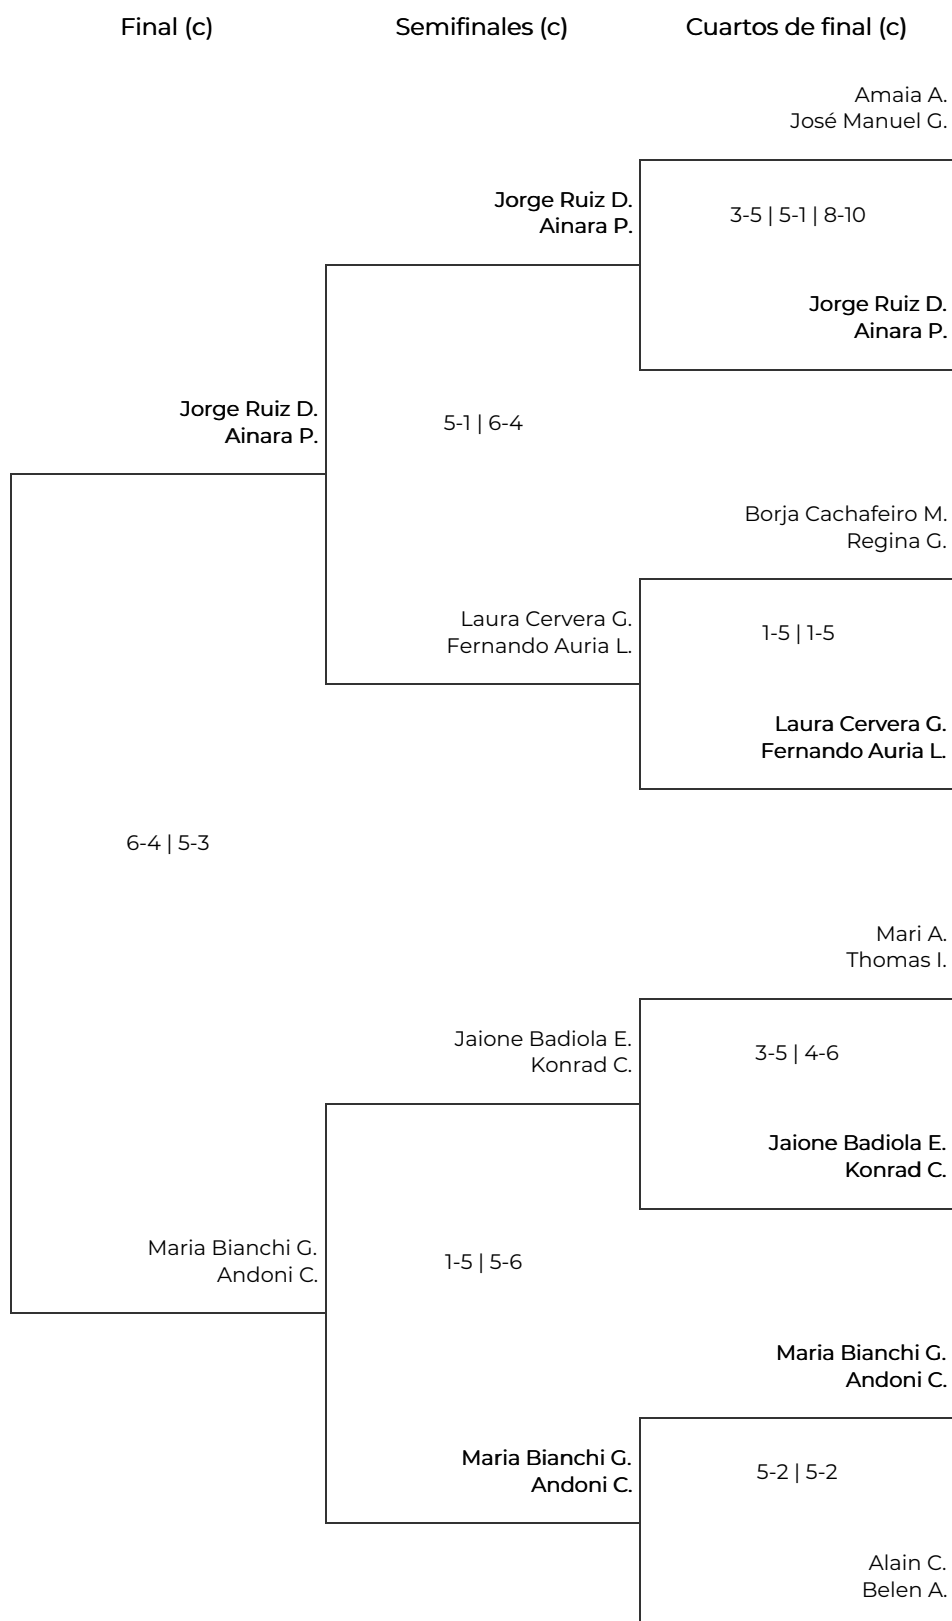 Final (c)
Semifinales (c)
Cuartos de final (c)
Amaia A.
José Manuel G.
Jorge Ruiz D.
Ainara P.
3-5 | 5-1 | 8-10
Jorge Ruiz D.
Ainara P.
Jorge Ruiz D.
Ainara P.
5-1 | 6-4
Borja Cachafeiro M.
Regina G.
Laura Cervera G.
Fernando Auria L.
1-5 | 1-5
Laura Cervera G.
Fernando Auria L.
6-4 | 5-3
Mari A.
Thomas I.
Jaione Badiola E.
Konrad C.
3-5 | 4-6
Jaione Badiola E.
Konrad C.
Maria Bianchi G.
Andoni C.
1-5 | 5-6
Maria Bianchi G.
Andoni C.
Maria Bianchi G.
Andoni C.
5-2 | 5-2
Alain C.
Belen A.